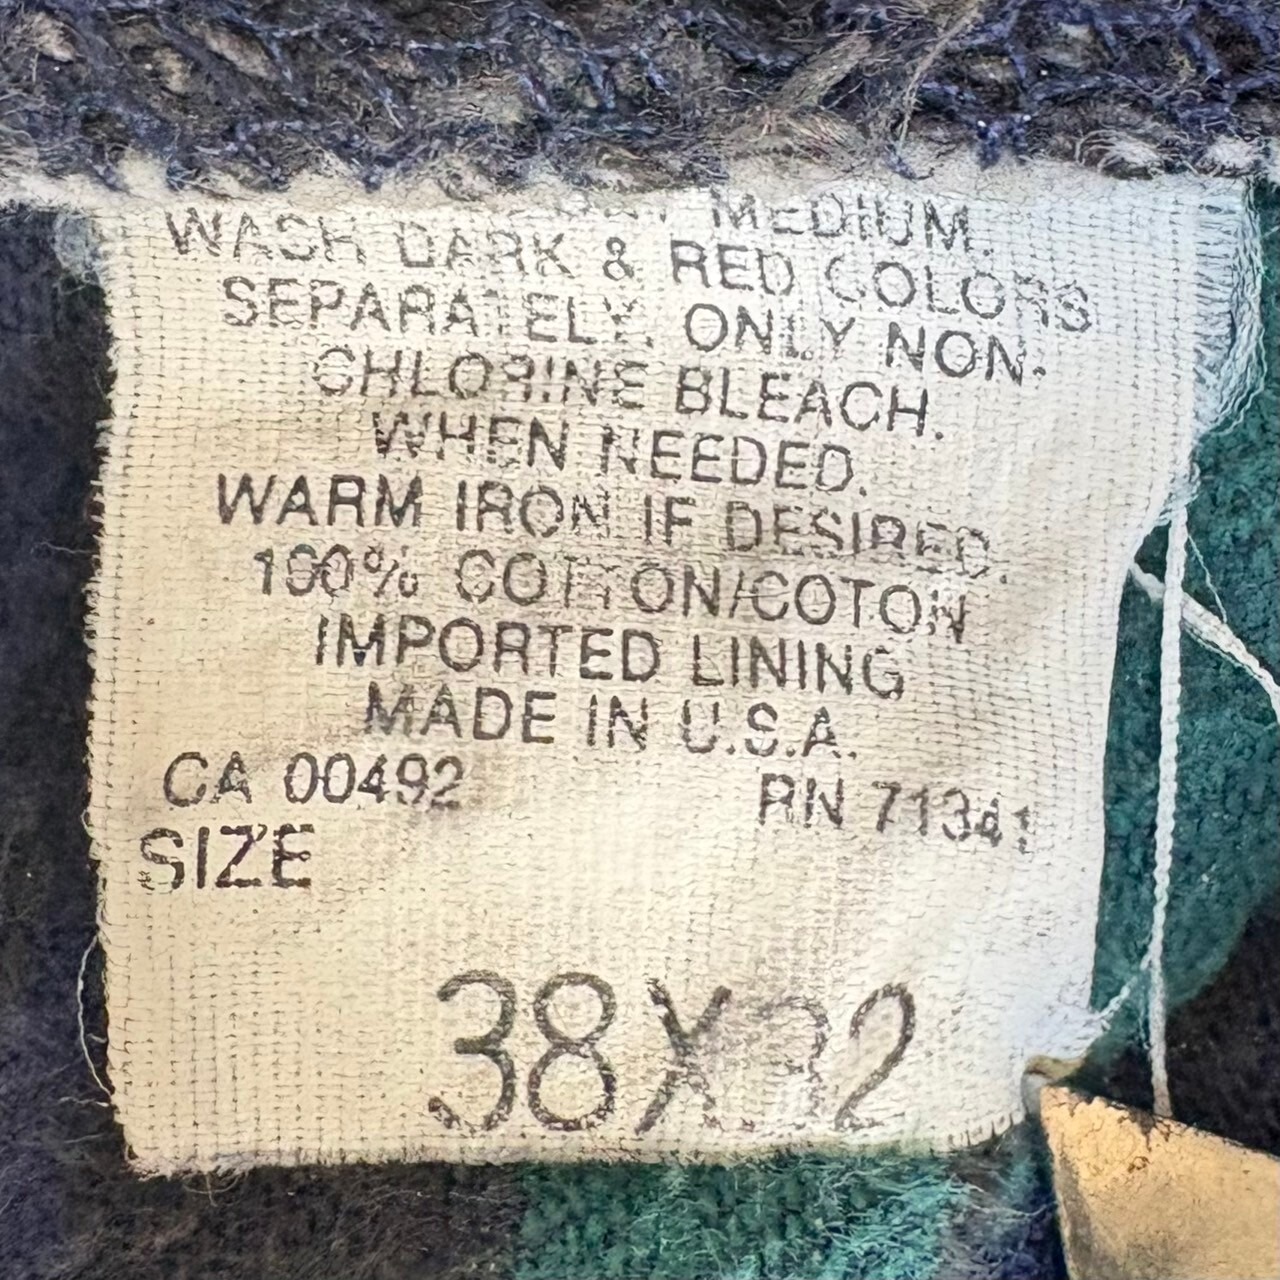 MEDIUM.
WASH DARK & RED COLORS
SEPARATELY. ONLY NON-
CHLORINE BLEACH.
WHEN NEEDED.
WARM IRON IF DESIRED.
100% COTTON/COTON
IMPORTED LINING
MADE IN U.S.A.
CA 00492 RN 71341
SIZE
38X32